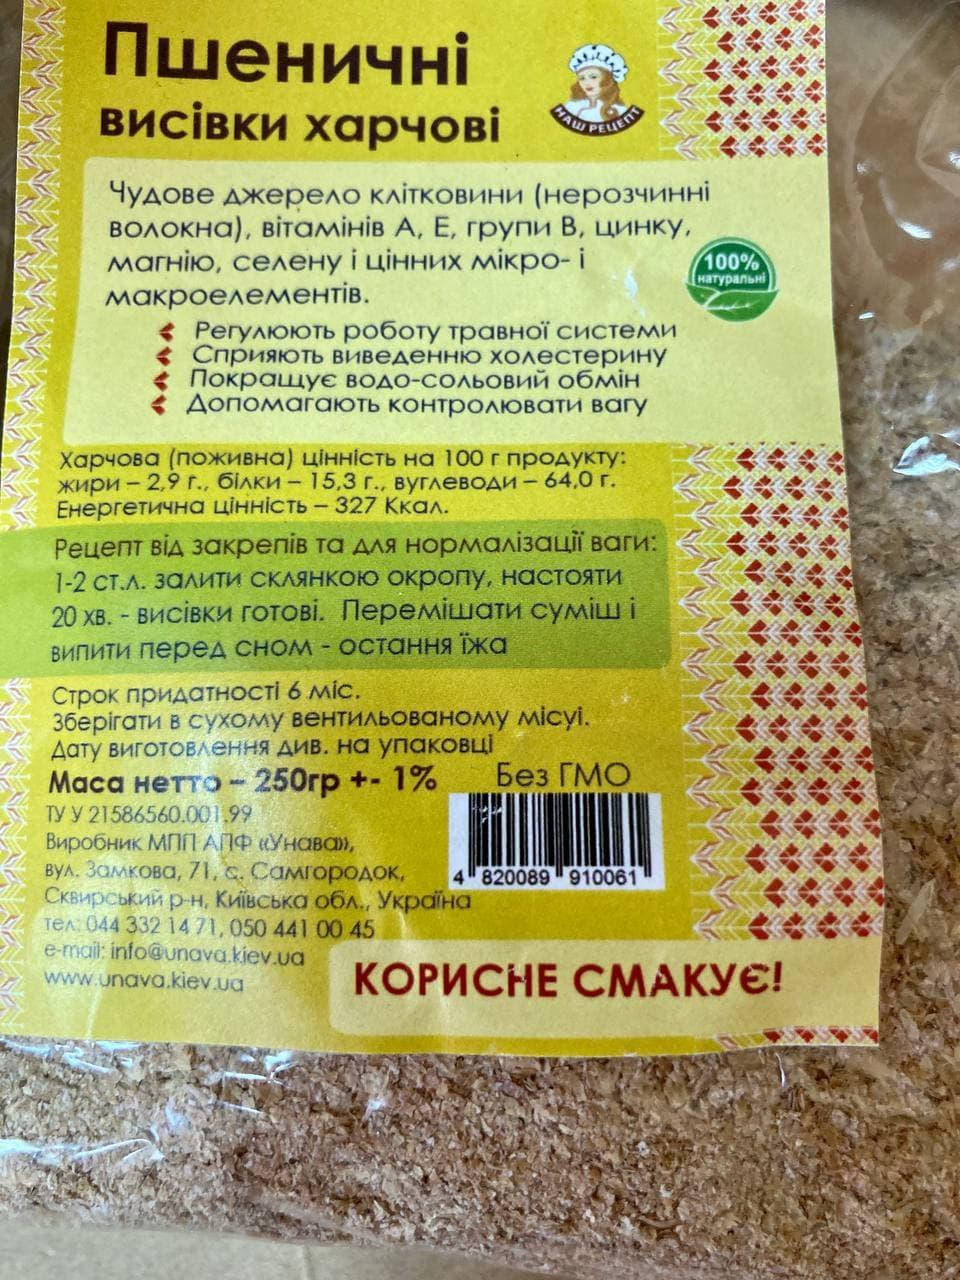 Пшеничні
висівки харчові
НАШ РЕЦЕПТ
Чудове джерело клітковини (нерозчинні
волокна), вітамінів А, Е, групи В, цинку,
магнію, селену і цінних мікро- і
макроелементів.
100%
натуральні
Регулюють роботу травної системи
Сприяють виведенню холестерину
Покращує водо-сольовий обмін
Допомагають контролювати вагу
Харчова (поживна) цінність на 100 г продукту:
жири – 2,9 г., білки – 15,3 г., вуглеводи – 64,0 г.
Енергетична цінність – 327 Ккал.
Рецепт від закрепів та для нормалізації ваги:
1-2 ст.л. залити склянкою окропу, настояти
20 хв. - висівки готові. Перемішати суміш і
випити перед сном - остання їжа
Строк придатності 6 міс.
Зберігати в сухому вентильованому місуі.
Дату виготовлення див. на упаковці
Маса нетто – 250гр +- 1% Без ГМО
ТУ У 21586560.001.99
Виробник МПП АПФ «Унава»,
вул. Замкова, 71, с. Самгородок,
Сквирський р-н, Київська обл., Україна
тел: 044 332 14 71, 050 441 00 45
e-mail: info@unava.kiev.ua
www.unava.kiev.ua
4 820089 910061
КОРИСНЕ СМАКУЄ!